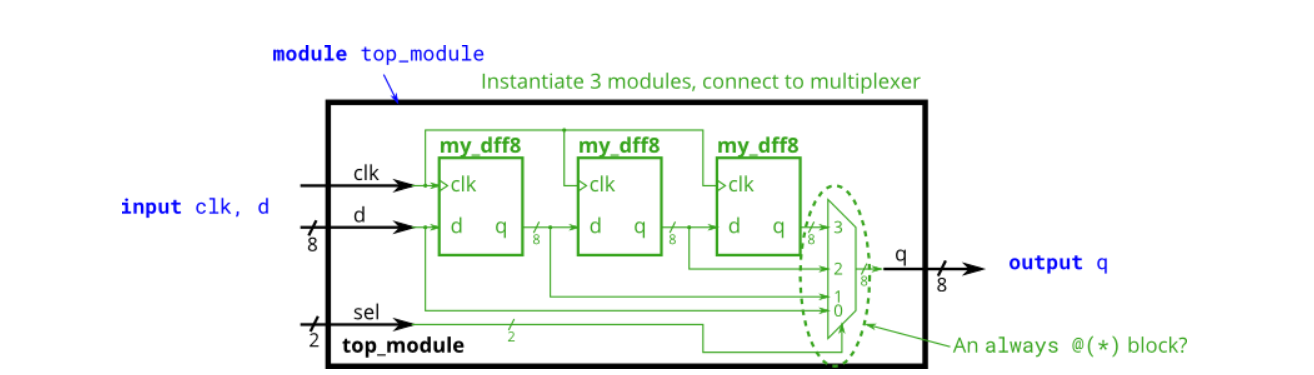 module top_module
Instantiate 3 modules, connect to multiplexer
my_dff8 my_dff8 my_dff8
clk clk clk clk
input clk, d
d d q d q d q 3
8 8 8 8 8
2 8 q output q
8
1
sel 0
2 2
top_module An always @(*) block?